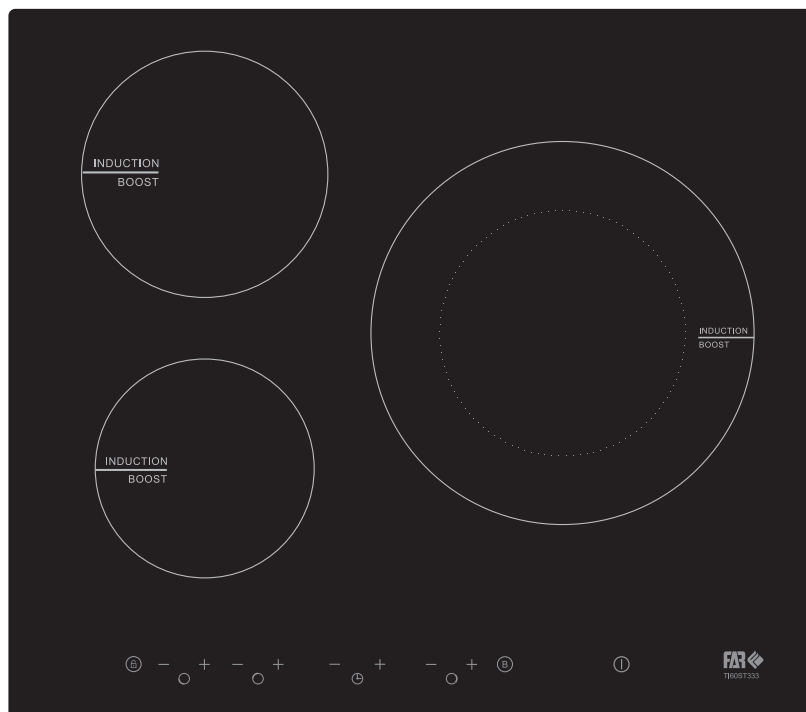 INDUCTION
BOOST
INDUCTION
BOOST
INDUCTION
BOOST
− + − + − + − + B
FAR
TI60ST333